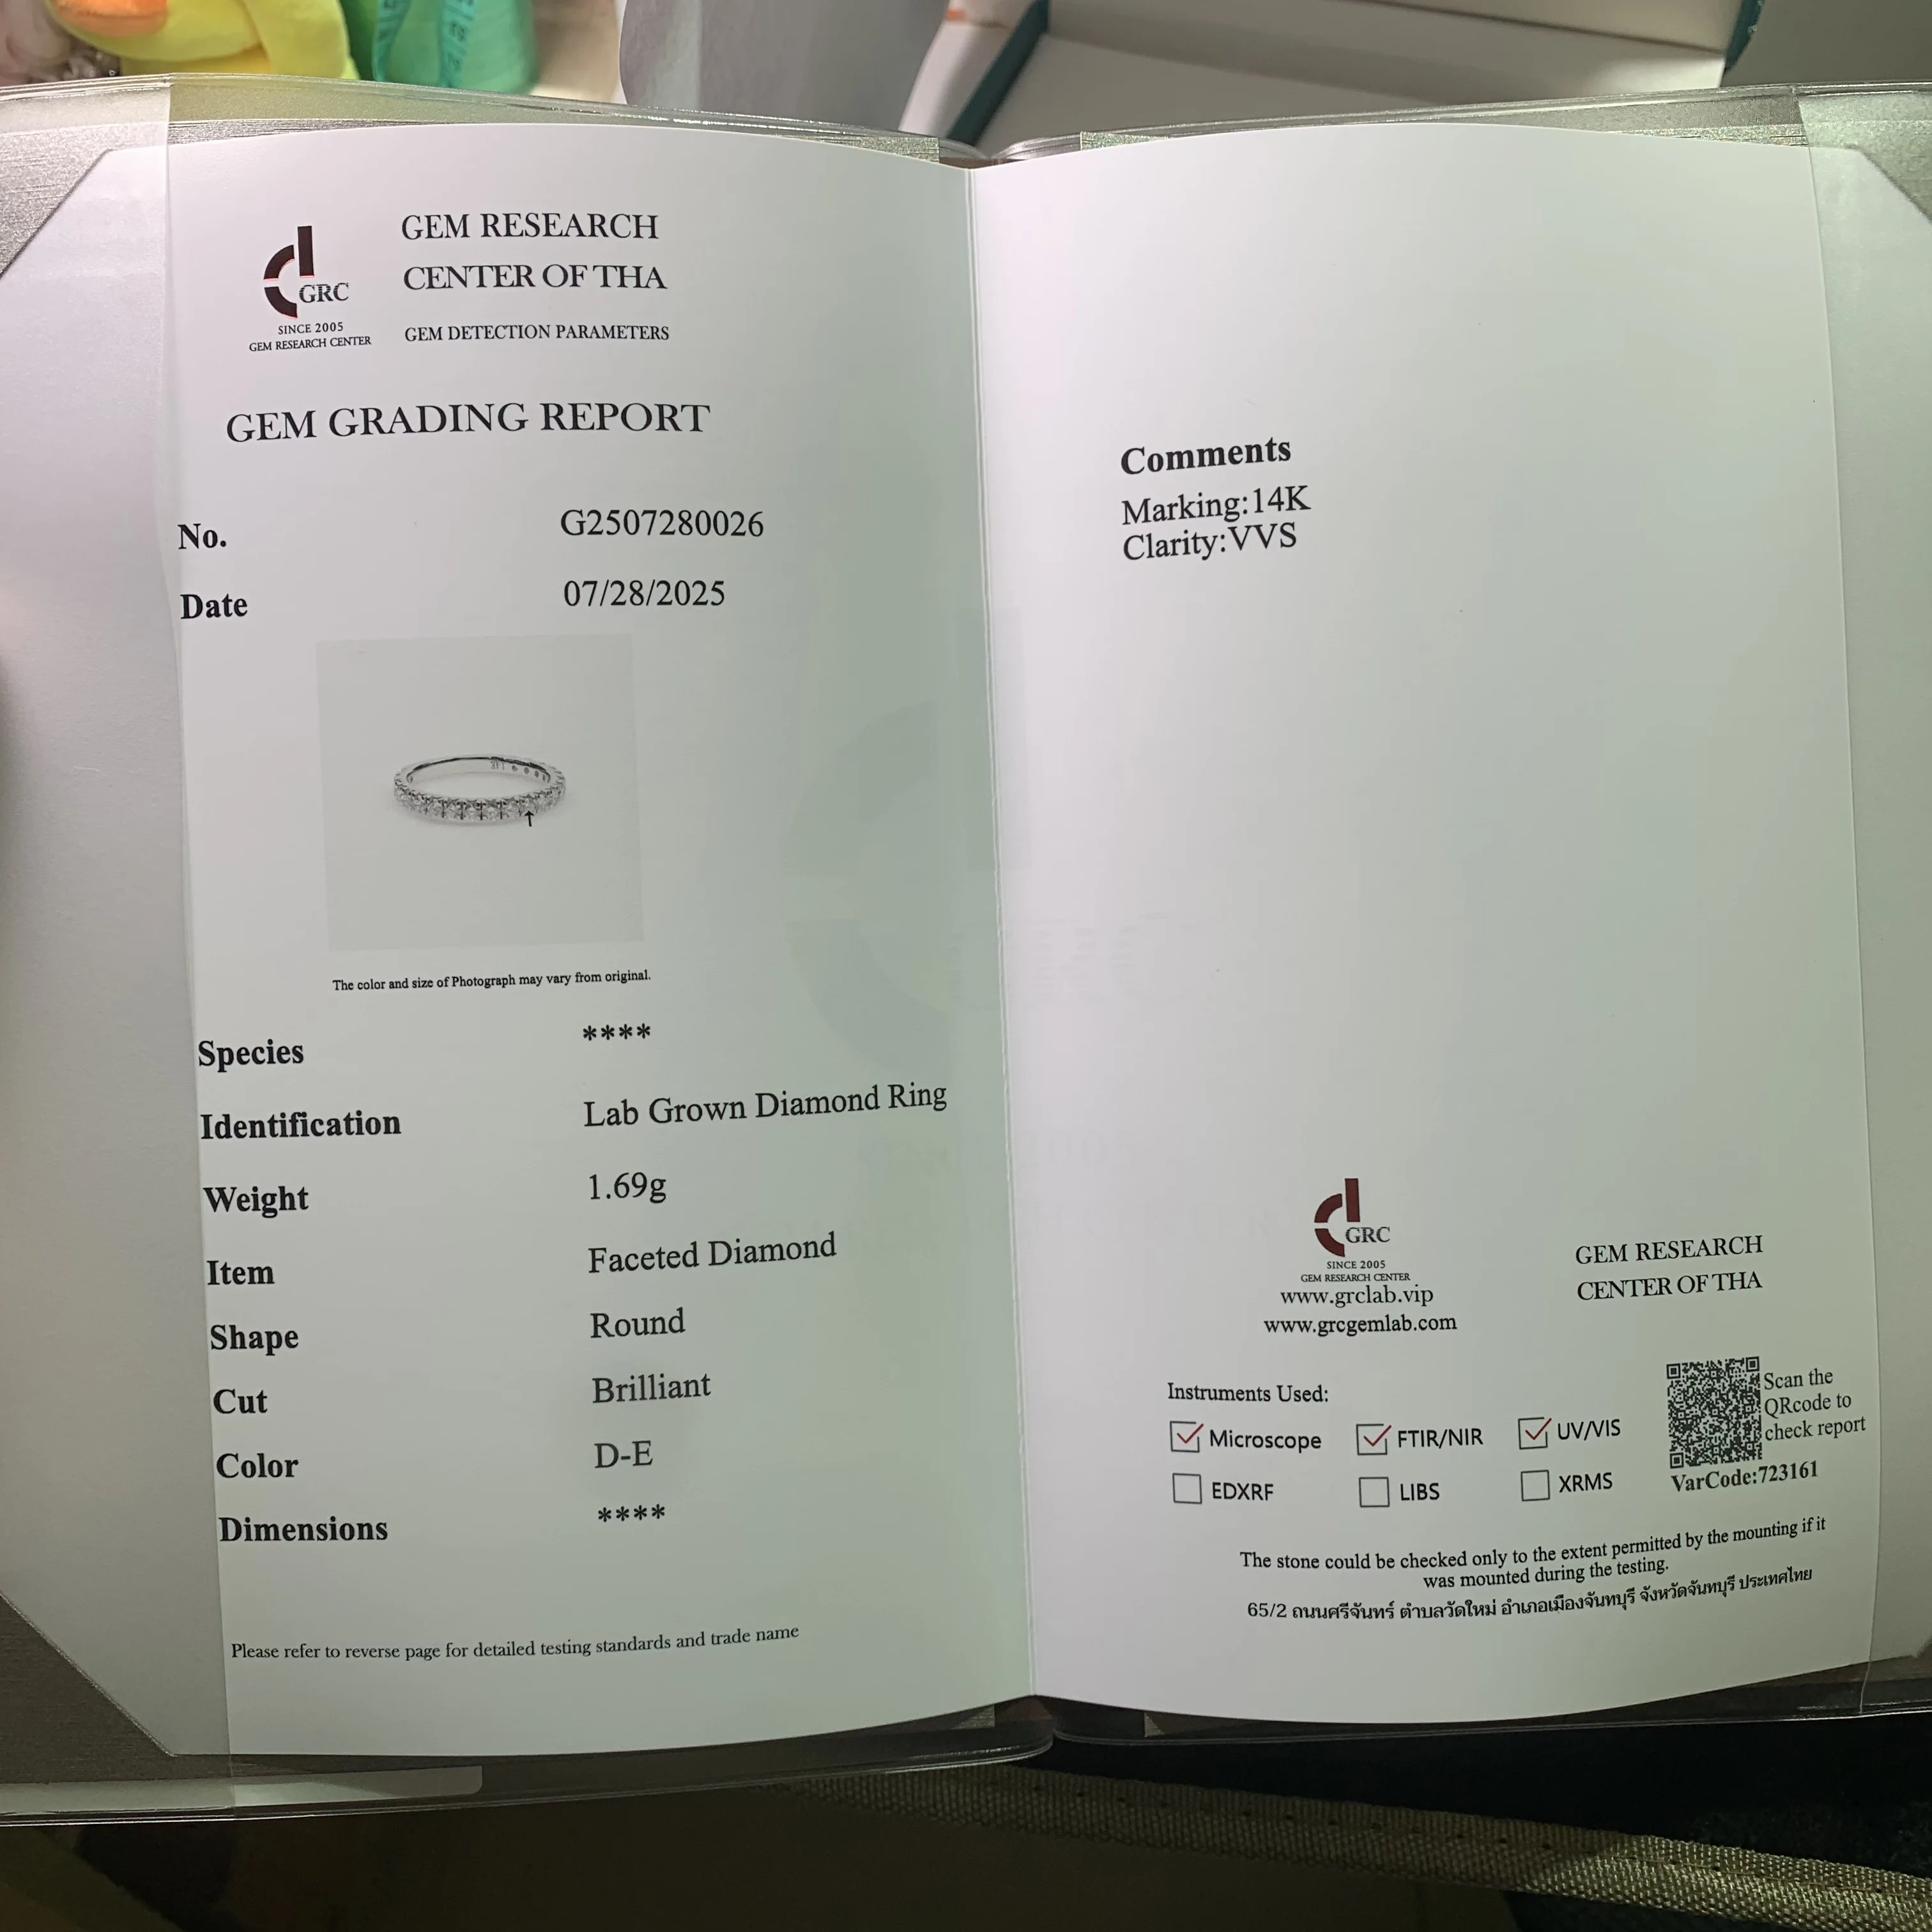 GEM RESEARCH
CENTER OF THA
GEM DETECTION PARAMETERS
GRC
SINCE 2005
GEM RESEARCH CENTER
GEM GRADING REPORT
No. G2507280026
Date 07/28/2025
The color and size of Photograph may vary from original.
Species ****
Identification Lab Grown Diamond Ring
Weight 1.69g
Item Faceted Diamond
Shape Round
Cut Brilliant
Color D-E
Dimensions ****
Please refer to reverse page for detailed testing standards and trade name
Comments
Marking:14K
Clarity:VVS
GRC
SINCE 2005
GEM RESEARCH CENTER
www.grclab.vip
www.grcgemlab.com
GEM RESEARCH
CENTER OF THA
Instruments Used:
Microscope FTIR/NIR UV/VIS
EDXRF LIBS XRMS
Scan the
QRcode to
check report
VarCode:723161
The stone could be checked only to the extent permitted by the mounting if it
was mounted during the testing.
65/2 ถนนศรีจันทร์ ตำบลวัดใหม่ อำเภอเมืองจันทบุรี จังหวัดจันทบุรี ประเทศไทย